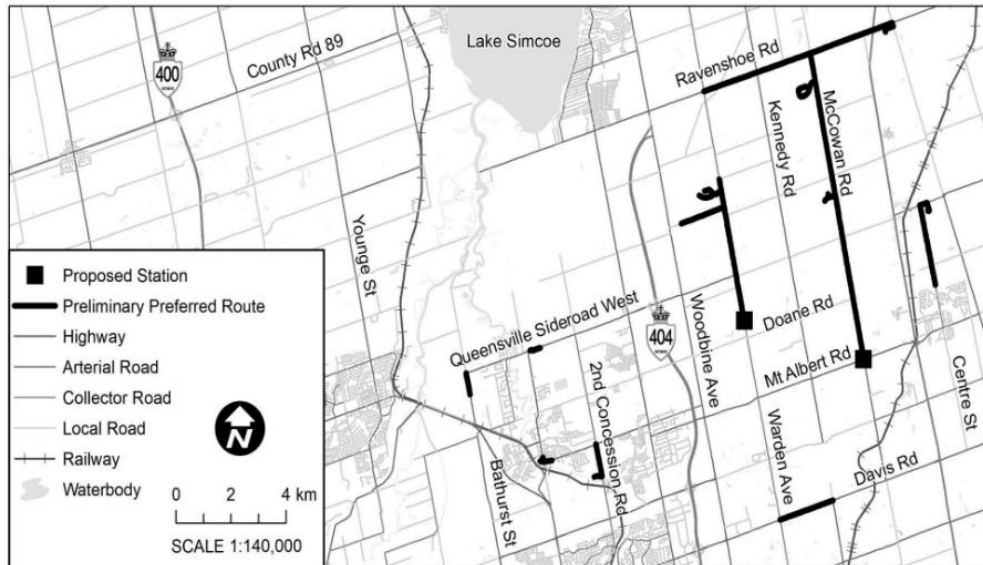 Lake Simcoe
400
County Rd 89
Ravenshoe Rd
Kennedy Rd
McCowan Rd
Younge St
Proposed Station
Preliminary Preferred Route
Highway
Arterial Road
Collector Road
Local Road
Railway
Waterbody
N
0 2 4 km
SCALE 1:140,000
Queensville Sideroad West
404
Woodbine Ave
Doane Rd
Mt Albert Rd
2nd Concession Rd
Bathurst St
Warden Ave
Davis Rd
Centre St